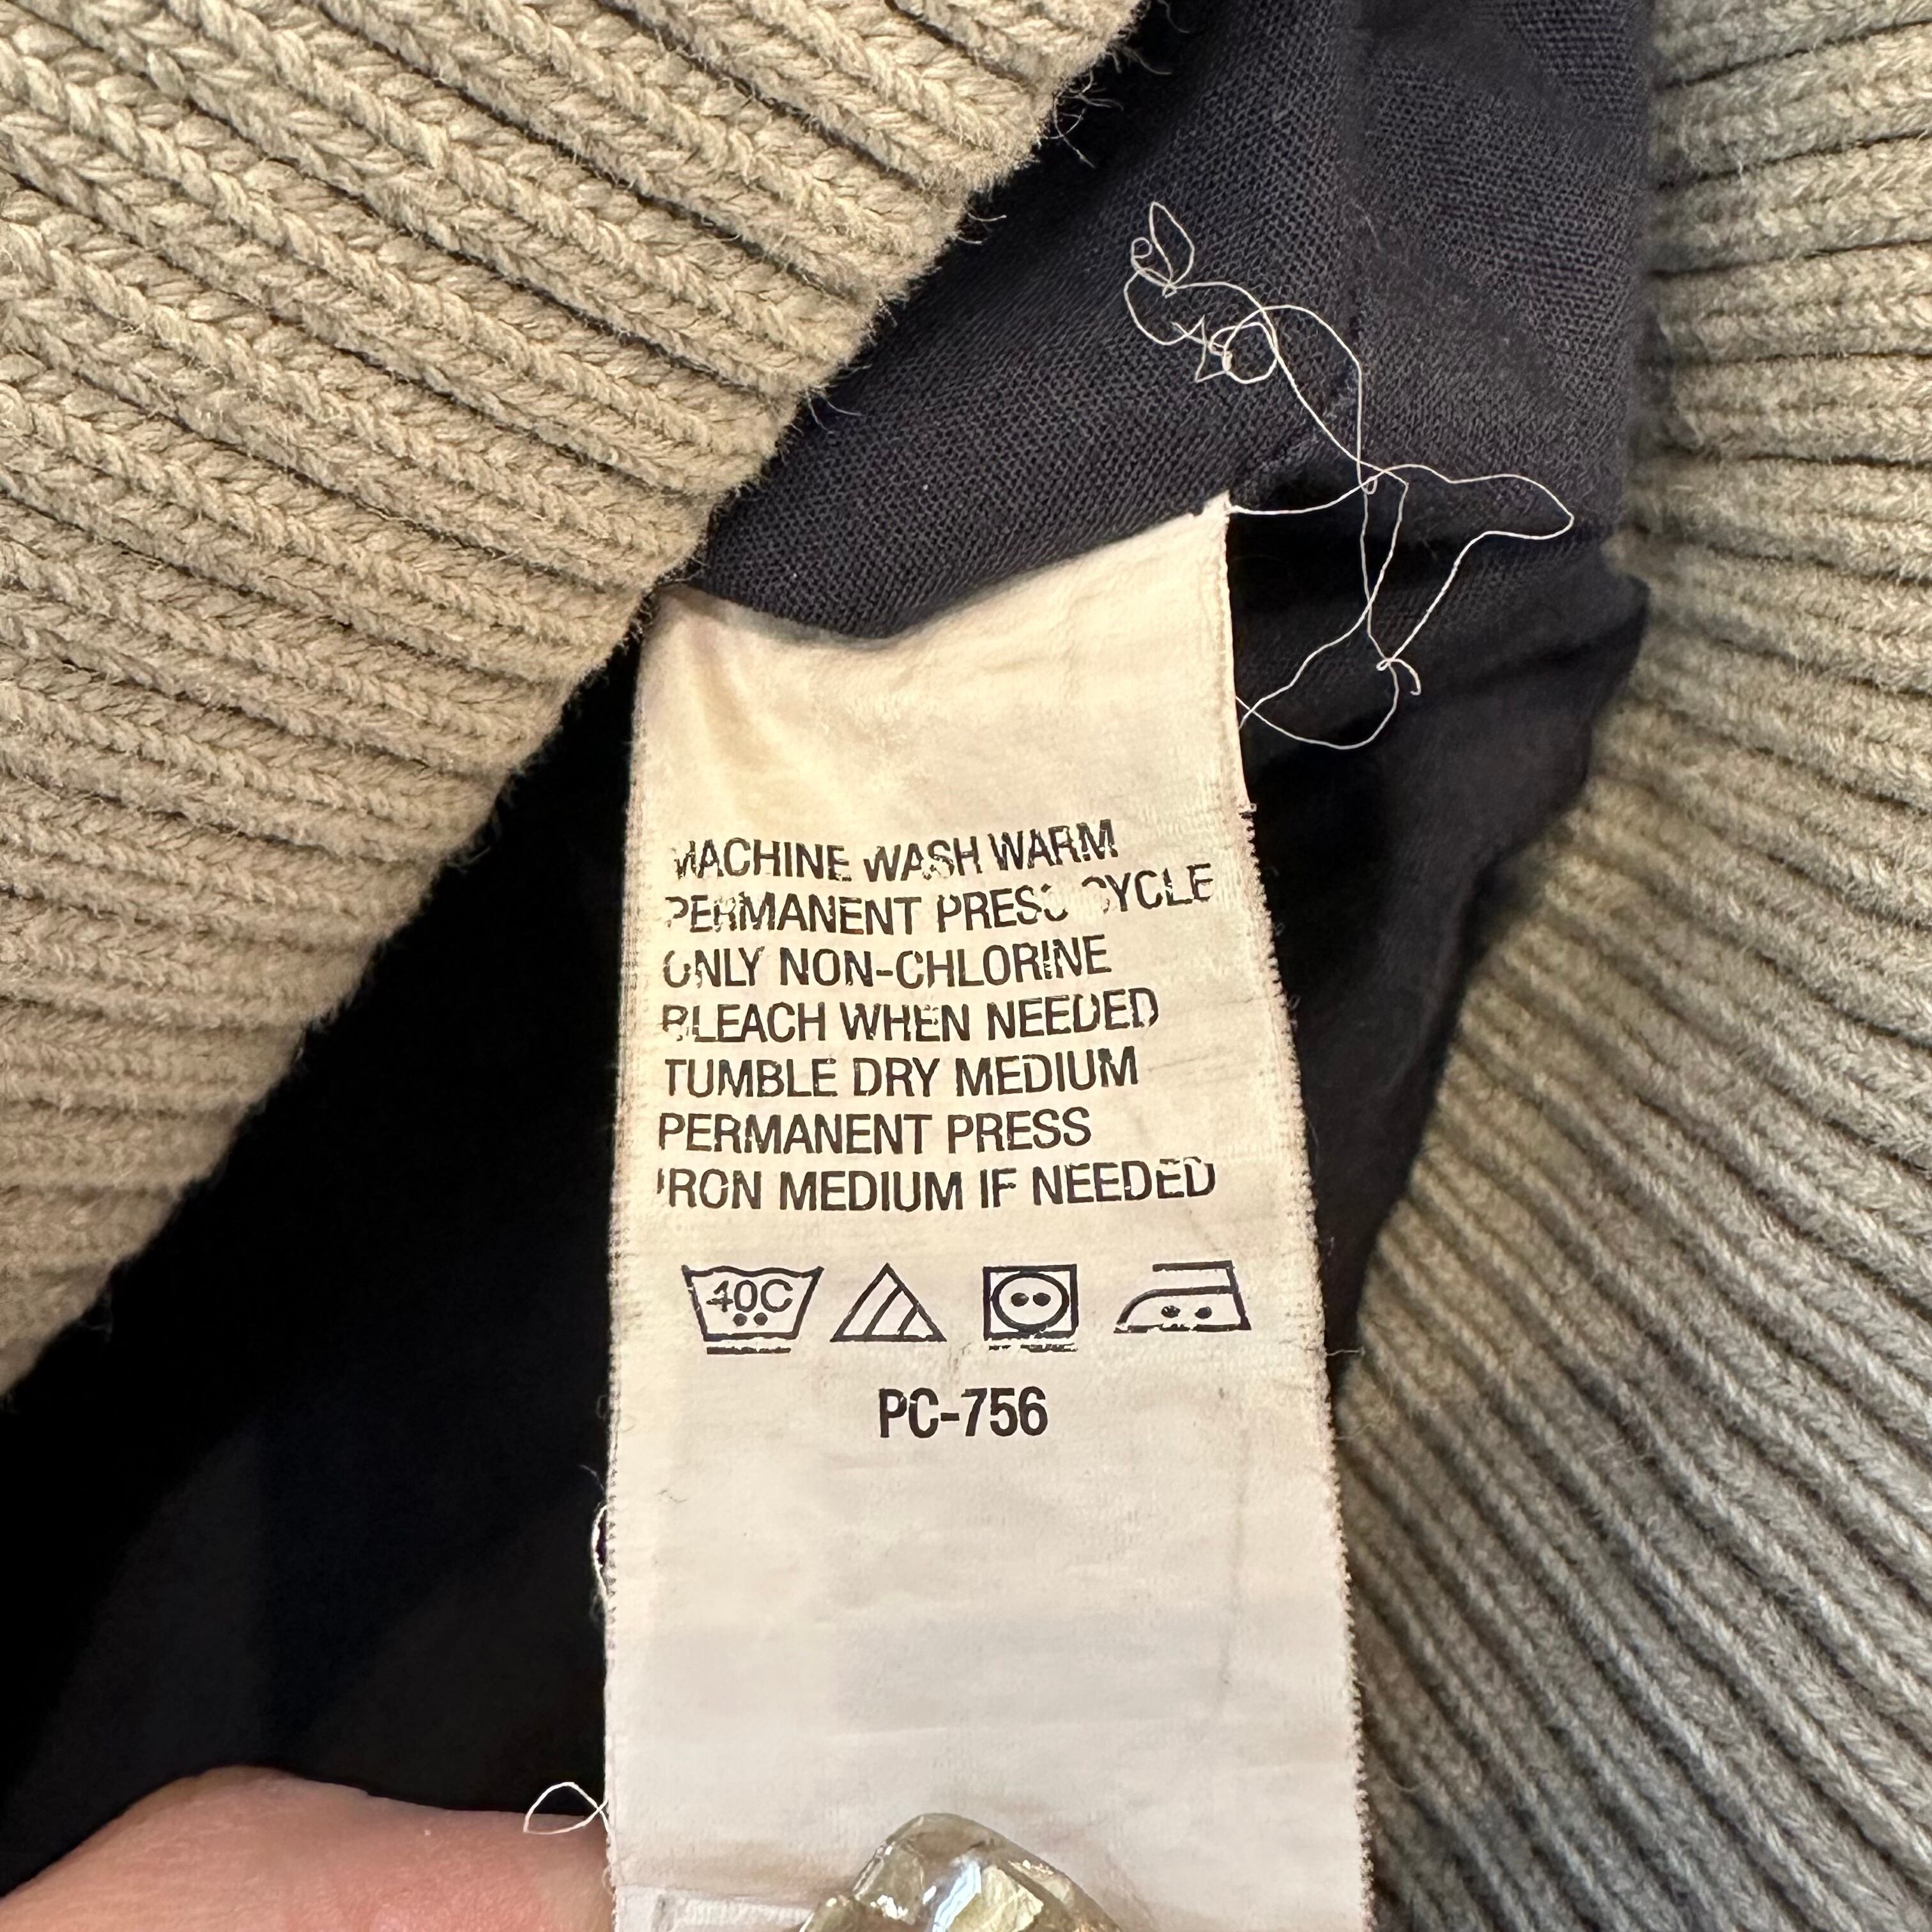 MACHINE WASH WARM
PERMANENT PRESS CYCLE
ONLY NON-CHLORINE
BLEACH WHEN NEEDED
TUMBLE DRY MEDIUM
PERMANENT PRESS
IRON MEDIUM IF NEEDED
40C
PC-756